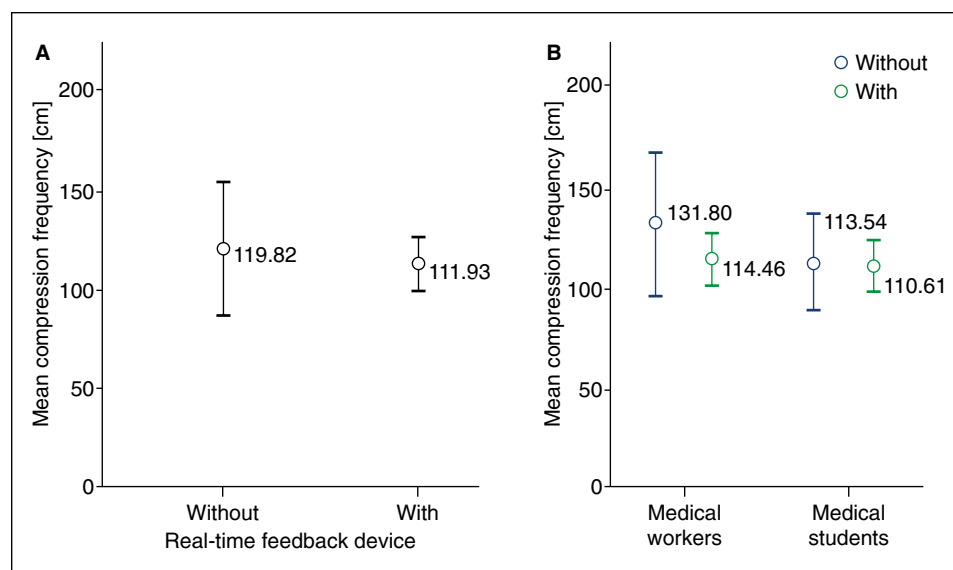 A
Mean compression frequency [cm]
200
150
100
50
0
119.82
111.93
Without
With
Real-time feedback device
B
Without
With
Mean compression frequency [cm]
200
150
100
50
0
131.80
114.46
113.54
110.61
Medical
workers
Medical
students